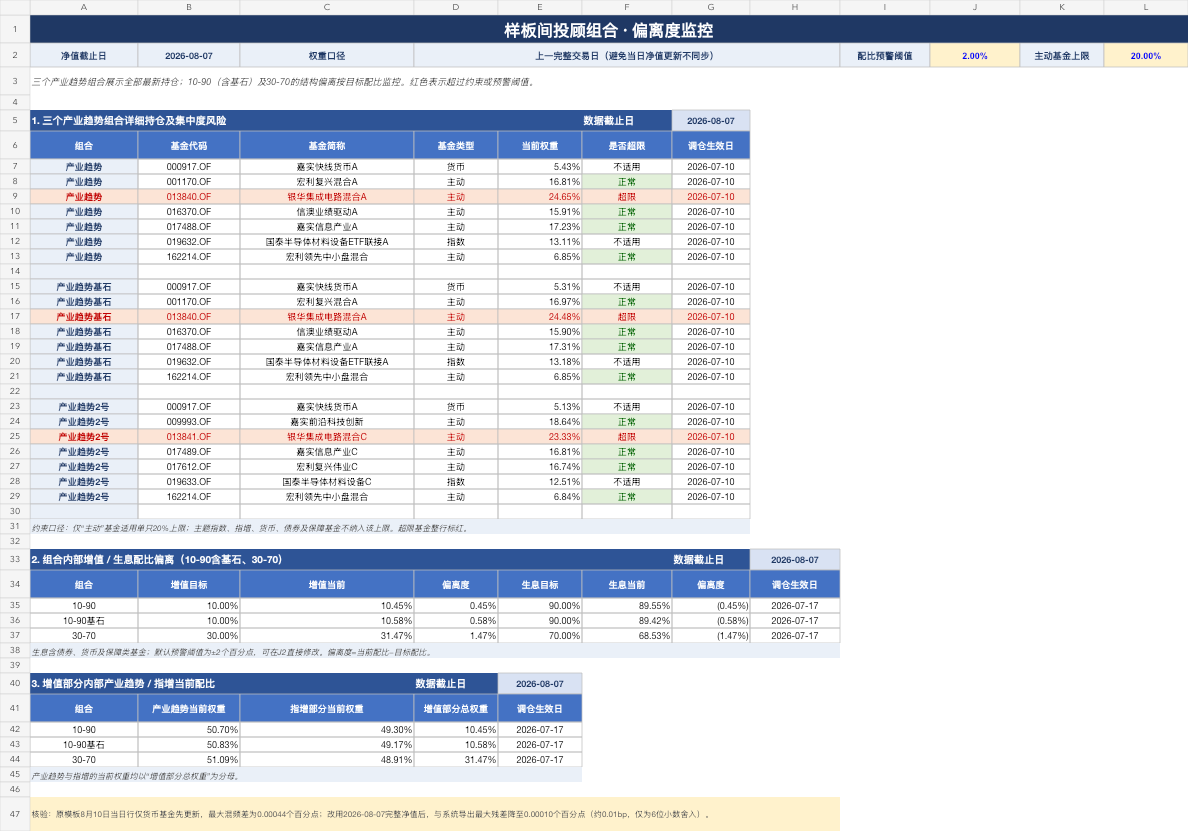 A B C D E F G H I J K L
1 样板间投顾组合 · 偏离度监控
2 净值截止日 2026-08-07 权重口径 上一完整交易日（避免当日净值更新不同步） 配比预警阈值 2.00% 主动基金上限 20.00%
3 三个产业趋势组合展示全部最新持仓；10-90（含基石）及30-70的结构偏离按目标配比监控。红色表示超过约束或预警阈值。
4
5 1. 三个产业趋势组合详细持仓及集中度风险 数据截止日 2026-08-07
6 组合 基金代码 基金简称 基金类型 当前权重 是否超限 调仓生效日
7 产业趋势 000917.OF 嘉实快线货币A 货币 5.43% 不适用 2026-07-10
8 产业趋势 001170.OF 宏利复兴混合A 主动 16.81% 正常 2026-07-10
9 产业趋势 013840.OF 银华集成电路混合A 主动 24.65% 超限 2026-07-10
10 产业趋势 016370.OF 信澳业绩驱动A 主动 15.91% 正常 2026-07-10
11 产业趋势 017488.OF 嘉实信息产业A 主动 17.23% 正常 2026-07-10
12 产业趋势 019632.OF 国泰半导体材料设备ETF联接A 指数 13.11% 不适用 2026-07-10
13 产业趋势 162214.OF 宏利领先中小盘混合 主动 6.85% 正常 2026-07-10
14
15 产业趋势基石 000917.OF 嘉实快线货币A 货币 5.31% 不适用 2026-07-10
16 产业趋势基石 001170.OF 宏利复兴混合A 主动 16.97% 正常 2026-07-10
17 产业趋势基石 013840.OF 银华集成电路混合A 主动 24.48% 超限 2026-07-10
18 产业趋势基石 016370.OF 信澳业绩驱动A 主动 15.90% 正常 2026-07-10
19 产业趋势基石 017488.OF 嘉实信息产业A 主动 17.31% 正常 2026-07-10
20 产业趋势基石 019632.OF 国泰半导体材料设备ETF联接A 指数 13.18% 不适用 2026-07-10
21 产业趋势基石 162214.OF 宏利领先中小盘混合 主动 6.85% 正常 2026-07-10
22
23 产业趋势2号 000917.OF 嘉实快线货币A 货币 5.13% 不适用 2026-07-10
24 产业趋势2号 009993.OF 嘉实前沿科技创新 主动 18.64% 正常 2026-07-10
25 产业趋势2号 013841.OF 银华集成电路混合C 主动 23.33% 超限 2026-07-10
26 产业趋势2号 017489.OF 嘉实信息产业C 主动 16.81% 正常 2026-07-10
27 产业趋势2号 017612.OF 宏利复兴伟业C 主动 16.74% 正常 2026-07-10
28 产业趋势2号 019633.OF 国泰半导体材料设备C 指数 12.51% 不适用 2026-07-10
29 产业趋势2号 162214.OF 宏利领先中小盘混合 主动 6.84% 正常 2026-07-10
30
31 约束口径：仅“主动”基金适用单只20%上限；主题指数、指增、货币、债券及保障基金不纳入该上限。超限基金整行标红。
32
33 2. 组合内部增值 / 生息配比偏离（10-90含基石、30-70） 数据截止日 2026-08-07
34 组合 增值目标 增值当前 偏离度 生息目标 生息当前 偏离度 调仓生效日
35 10-90 10.00% 10.45% 0.45% 90.00% 89.55% (0.45%) 2026-07-17
36 10-90基石 10.00% 10.58% 0.58% 90.00% 89.42% (0.58%) 2026-07-17
37 30-70 30.00% 31.47% 1.47% 70.00% 68.53% (1.47%) 2026-07-17
38 生息含债券、货币及保障类基金；默认预警阈值为±2个百分点，可在J2直接修改。偏离度=当前配比−目标配比。
39
40 3. 增值部分内部产业趋势 / 指增当前配比 数据截止日 2026-08-07
41 组合 产业趋势当前权重 指增部分当前权重 增值部分总权重 调仓生效日
42 10-90 50.70% 49.30% 10.45% 2026-07-17
43 10-90基石 50.83% 49.17% 10.58% 2026-07-17
44 30-70 51.09% 48.91% 31.47% 2026-07-17
45 产业趋势与指增的当前权重均以“增值部分总权重”为分母。
46
47 核验：原模板8月10日当日行仅货币基金先更新，最大混频差为0.00044个百分点；改用2026-08-07完整净值后，与系统导出最大残差降至0.00010个百分点（约0.01bp，仅为6位小数舍入）。